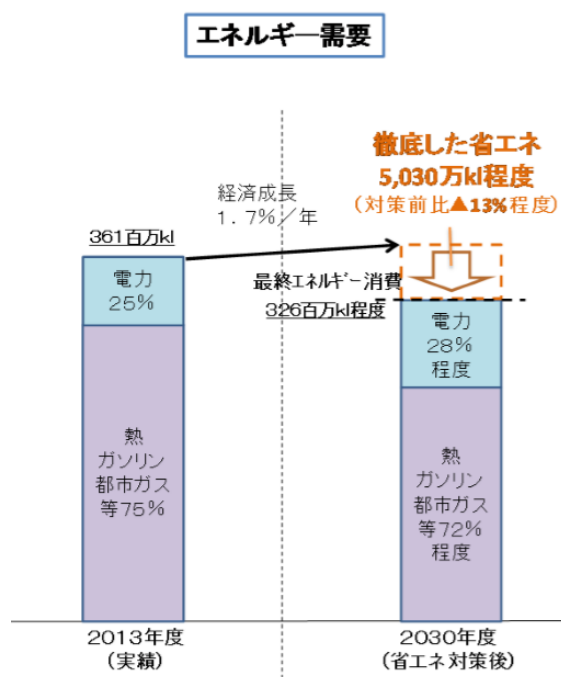 エネルギー需要
徹底した省エネ
5,030万kl程度
(対策前比▲13%程度)
経済成長
1.7%/年
361百万kl
最終エネルギー消費
326百万kl程度
電力
25%
電力
28%
程度
熱
ガソリン
都市ガス
等75%
熱
ガソリン
都市ガス
等72%
程度
2013年度
(実績)
2030年度
(省エネ対策後)